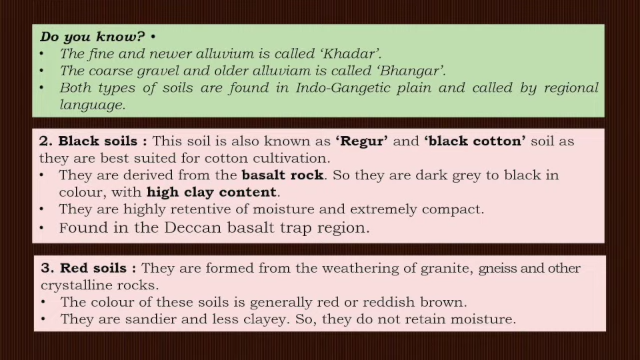 Do you know? •
• The fine and newer alluvium is called ‘Khadar’.
• The coarse gravel and older alluviam is called ‘Bhangar’.
• Both types of soils are found in Indo-Gangetic plain and called by regional
language.
2. Black soils : This soil is also known as ‘Regur’ and ‘black cotton’ soil as
they are best suited for cotton cultivation.
• They are derived from the basalt rock. So they are dark grey to black in
colour, with high clay content.
• They are highly retentive of moisture and extremely compact.
• Found in the Deccan basalt trap region.
3. Red soils : They are formed from the weathering of granite, gneiss and other
crystalline rocks.
• The colour of these soils is generally red or reddish brown.
• They are sandier and less clayey. So, they do not retain moisture.